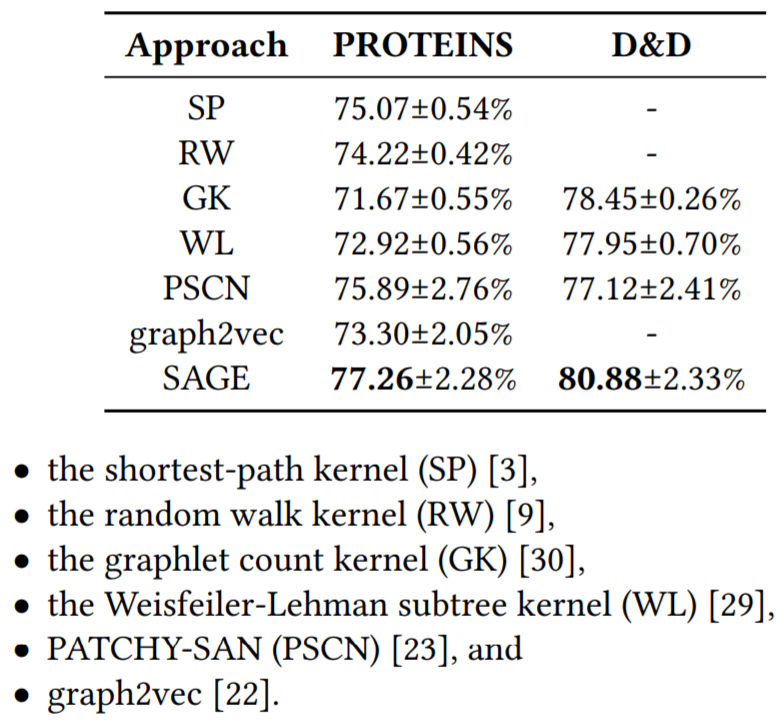 Approach PROTEINS D&D
SP 75.07±0.54% -
RW 74.22±0.42% -
GK 71.67±0.55% 78.45±0.26%
WL 72.92±0.56% 77.95±0.70%
PSCN 75.89±2.76% 77.12±2.41%
graph2vec 73.30±2.05% -
SAGE 77.26±2.28% 80.88±2.33%
• the shortest-path kernel (SP) [3],
• the random walk kernel (RW) [9],
• the graphlet count kernel (GK) [30],
• the Weisfeiler-Lehman subtree kernel (WL) [29],
• PATCHY-SAN (PSCN) [23], and
• graph2vec [22].